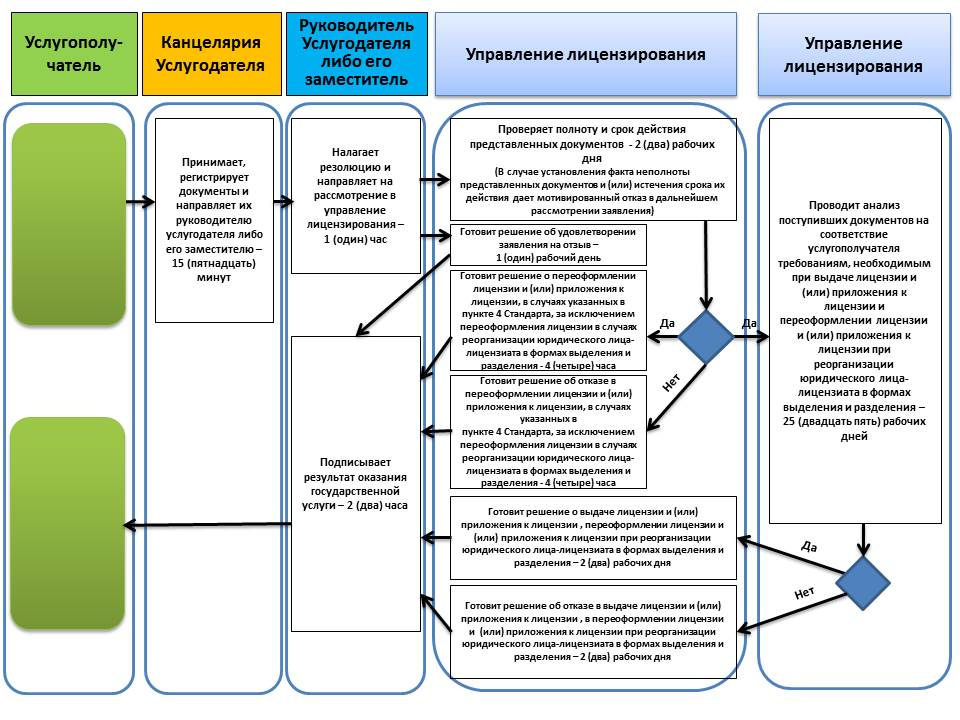 Услугополу-
чатель
Канцелярия
Услугодателя
Руководитель
Услугодателя
либо его
заместитель
Управление лицензирования
Управление
лицензирования
Принимает,
регистрирует
документы и
направляет их
руководителю
услугодателя либо
его заместителю –
15 (пятнадцать)
минут
Налагает
резолюцию и
направляет на
рассмотрение в
управление
лицензирования –
1 (один) час
Подписывает
результат оказания
государственной
услуги – 2 (два) часа
Проверяет полноту и срок действия
представленных документов - 2 (два) рабочих
дня
(В случае установления факта неполноты
представленных документов и (или) истечения срока их
действия дает мотивированный отказ в дальнейшем
рассмотрении заявления)
Готовит решение об удовлетворении
заявления на отзыв –
1 (один) рабочий день
Готовит решение о переоформлении
лицензии и (или) приложения к
лицензии, в случаях указанных в
пункте 4 Стандарта, за исключением
переоформления лицензии в случаях
реорганизации юридического лица-
лицензиата в формах выделения и
разделения - 4 (четыре) часа
Готовит решение об отказе в
переоформлении лицензии и (или)
приложения к лицензии, в случаях
указанных в
пункте 4 Стандарта, за исключением
переоформления лицензии в случаях
реорганизации юридического лица-
лицензиата в формах выделения и
разделения - 4 (четыре) часа
Готовит решение о выдаче лицензии и (или)
приложения к лицензии , переоформлении лицензии и
(или) приложения к лицензии при реорганизации
юридического лица-лицензиата в формах выделения и
разделения – 2 (два) рабочих дня
Готовит решение об отказе в выдаче лицензии и (или)
приложения к лицензии , в переоформлении лицензии
и (или) приложения к лицензии при реорганизации
юридического лица-лицензиата в формах выделения и
разделения – 2 (два) рабочих дня
Да
Да
Нет
Проводит анализ
поступивших документов на
соответствие
услугополучателя
требованиям, необходимым
при выдаче лицензии и
(или) приложения к
лицензии и
переоформлении лицензии
и (или) приложения к
лицензии при
реорганизации
юридического лица-
лицензиата в формах
выделения и разделения –
25 (двадцать пять) рабочих
дней
Да
Нет